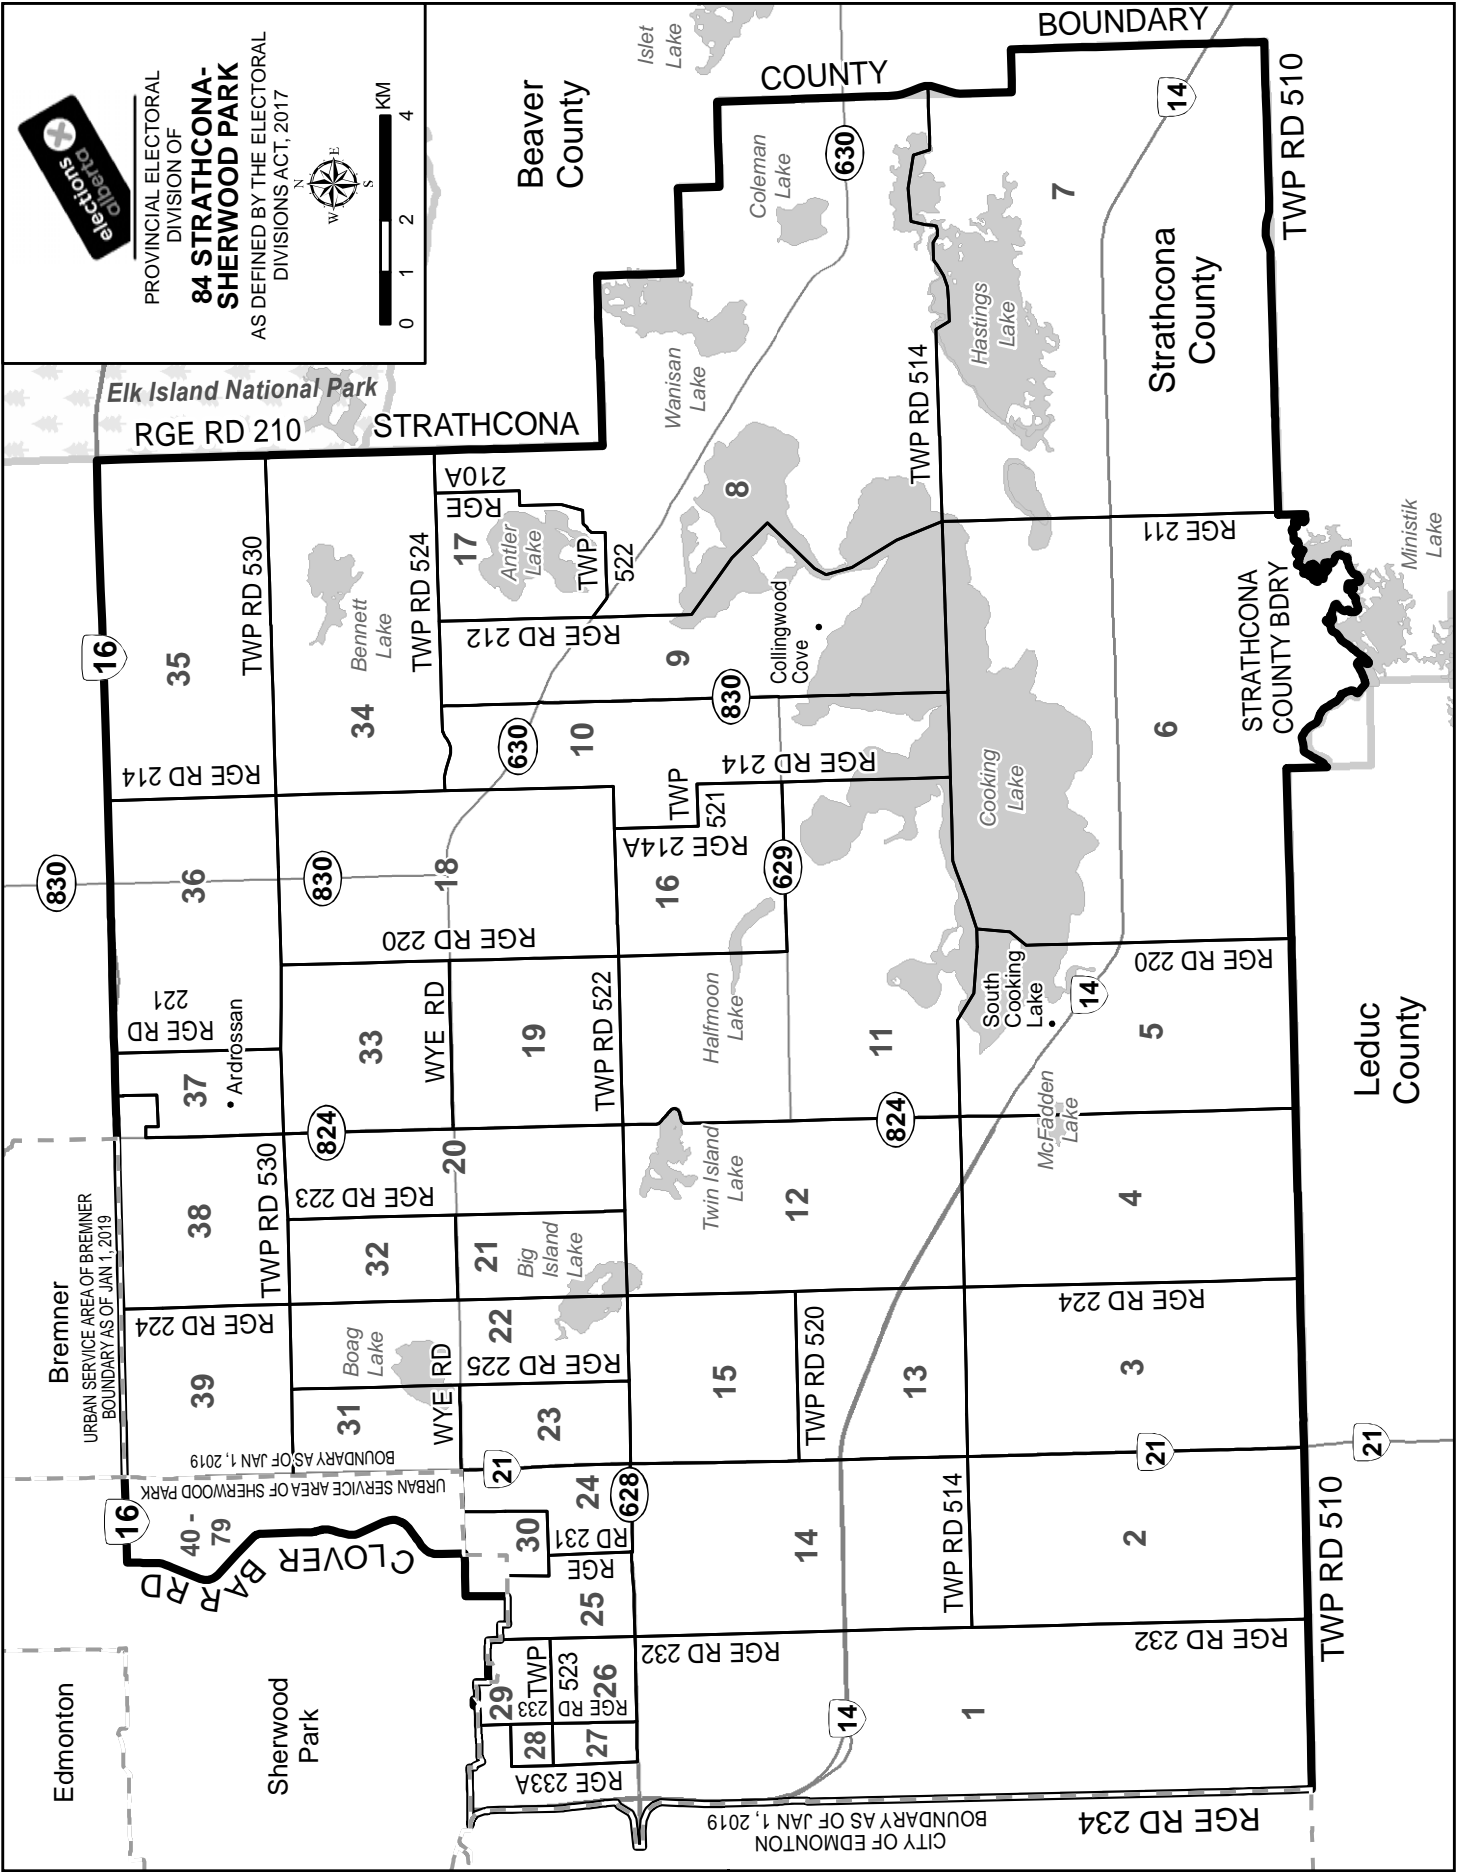 elections
alberta
PROVINCIAL ELECTORAL
DIVISION OF
84 STRATHCONA-
SHERWOOD PARK
AS DEFINED BY THE ELECTORAL
DIVISIONS ACT, 2017
N
W
E
S
0
1
2
4
KM
Islet
Lake
COUNTY
BOUNDARY
14
TWP RD 510
Beaver
County
Coleman
Lake
630
7
Elk Island National Park
RGE RD 210
STRATHCONA
Wanisan
Lake
Hastings
Lake
TWP RD 514
Strathcona
County
16
35
TWP RD 530
Bennett
Lake
34
TWP RD 524
RGE
210A
17
Antler
Lake
TWP
522
8
RGE RD 212
9
Collingwood
Cove
RGE 211
STRATHCONA
COUNTY BDRY
Ministik
Lake
RGE RD 214
630
10
830
TWP
521
RGE RD 214
RGE 214A
6
Cooking
Lake
830
36
830
18
16
629
RGE RD 220
RGE RD
221
Ardrossan
37
33
WYE RD
19
TWP RD 522
Halfmoon
Lake
11
South
Cooking
Lake
14
RGE RD 220
5
Leduc
County
824
824
McFadden
Lake
Bremner
URBAN SERVICE AREA OF BREMNER
BOUNDARY AS OF JAN 1, 2019
38
TWP RD 530
RGE RD 223
20
32
21
Big
Island
Lake
Twin Island
Lake
12
4
RGE RD 224
39
Boag
Lake
31
WYE RD
WYE RD
22
RGE RD 225
23
15
TWP RD 520
13
RGE RD 224
3
URBAN SERVICE AREA OF SHERWOOD PARK
BOUNDARY AS OF JAN 1, 2019
16
40 -
79
CLOVER BAR RD
21
24
628
30
RGE
RD 231
25
14
TWP RD 514
21
2
21
TWP RD 510
Edmonton
Sherwood
Park
29
TWP
523
RGE RD
233
26
28
27
RGE 233A
RGE RD 232
14
1
RGE RD 232
CITY OF EDMONTON
BOUNDARY AS OF JAN 1, 2019
RGE RD 234